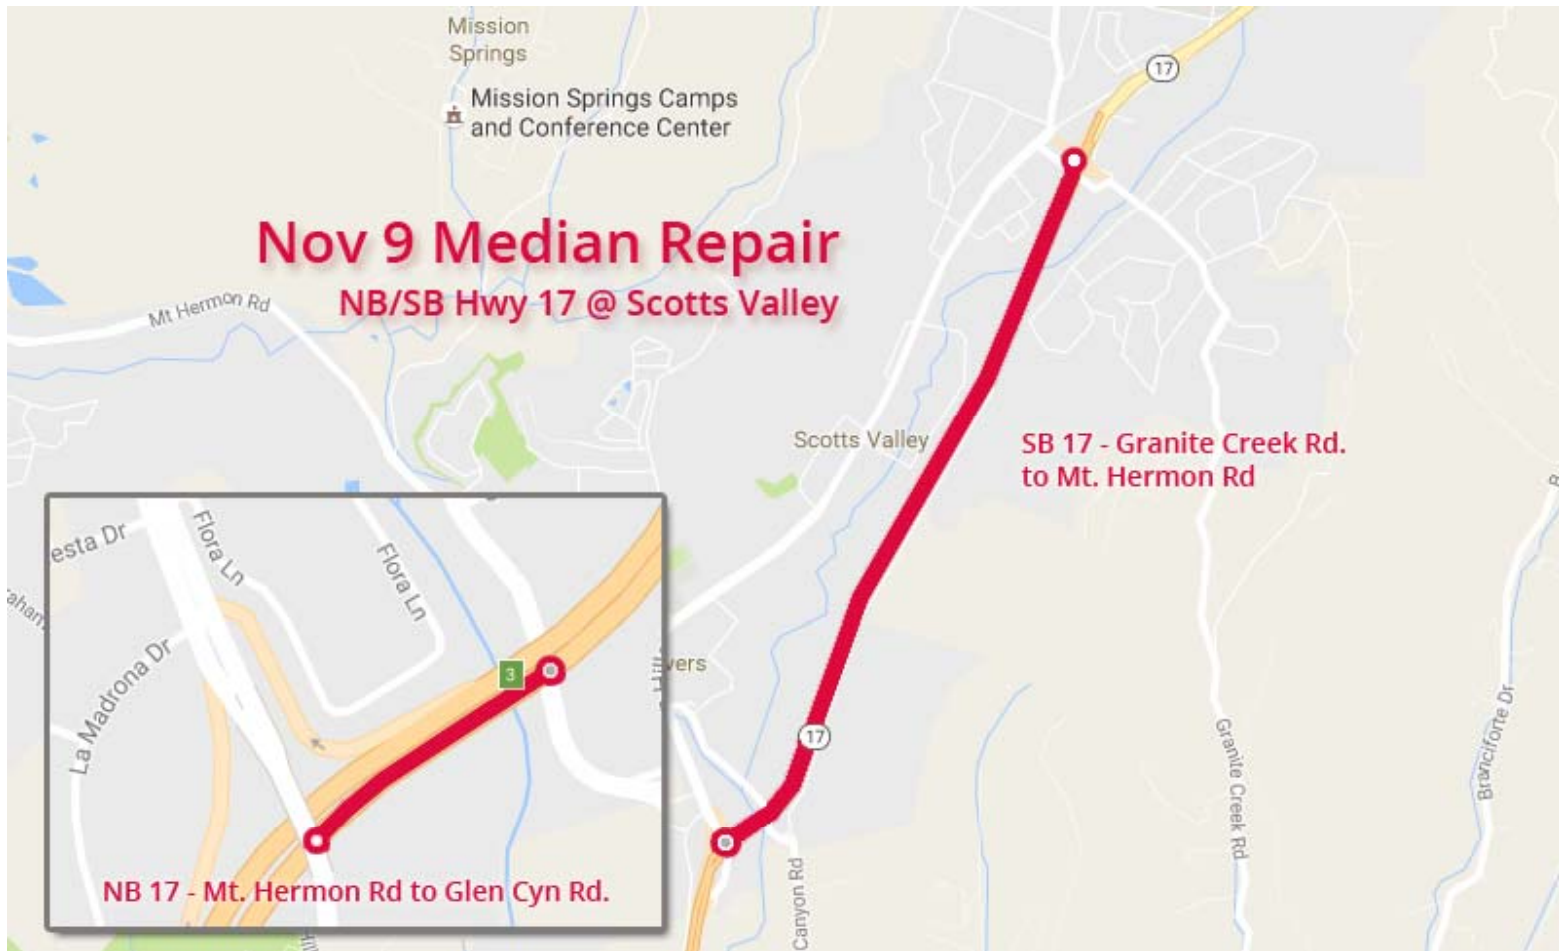 Mission
Springs
Mission Springs Camps
and Conference Center
17
Nov 9 Median Repair
NB/SB Hwy 17 @ Scotts Valley
Mt Hermon Rd
Scotts Valley
SB 17 - Granite Creek Rd.
to Mt. Hermon Rd
esta Dr
Flora Ln
Flora Ln
La Madrona Dr
3
NB 17 - Mt. Hermon Rd to Glen Cyn Rd.
vers
17
Canyon Rd
Granite Creek Rd
Branciforte Dr